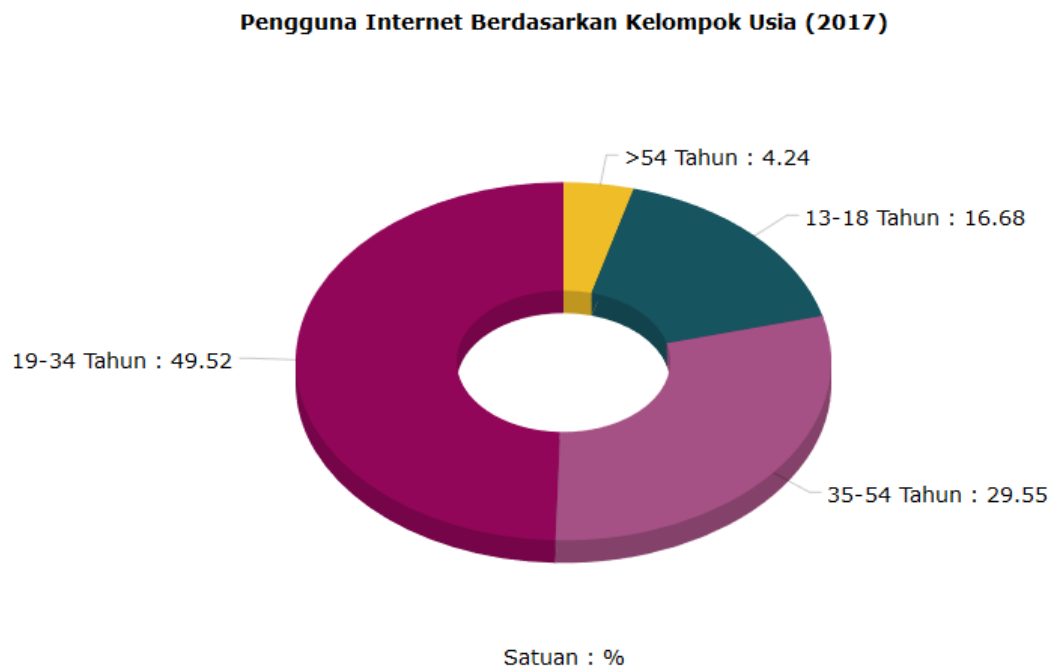 Pengguna Internet Berdasarkan Kelompok Usia (2017)
>54 Tahun : 4.24
13-18 Tahun : 16.68
19-34 Tahun : 49.52
35-54 Tahun : 29.55
Satuan : %